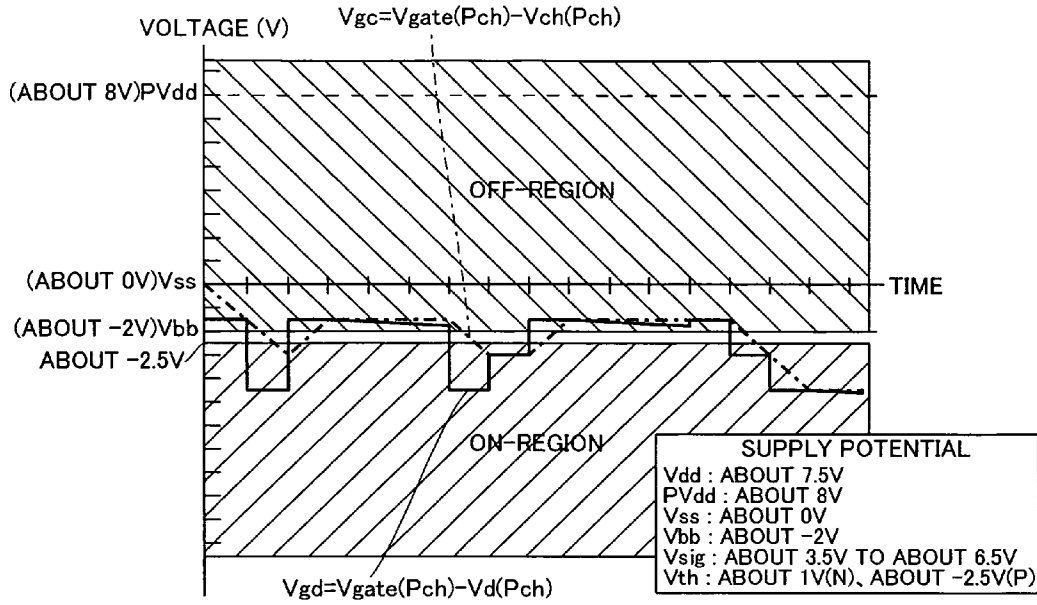 Vgc=Vgate(Pch)-Vch(Pch)
VOLTAGE (V)
(ABOUT 8V)PVdd
OFF-REGION
(ABOUT 0V)Vss
TIME
(ABOUT -2V)Vbb
ABOUT -2.5V
ON-REGION
SUPPLY POTENTIAL
Vdd : ABOUT 7.5V
PVdd : ABOUT 8V
Vss : ABOUT 0V
Vbb : ABOUT -2V
Vsig : ABOUT 3.5V TO ABOUT 6.5V
Vth : ABOUT 1V(N)、ABOUT -2.5V(P)
Vgd=Vgate(Pch)-Vd(Pch)